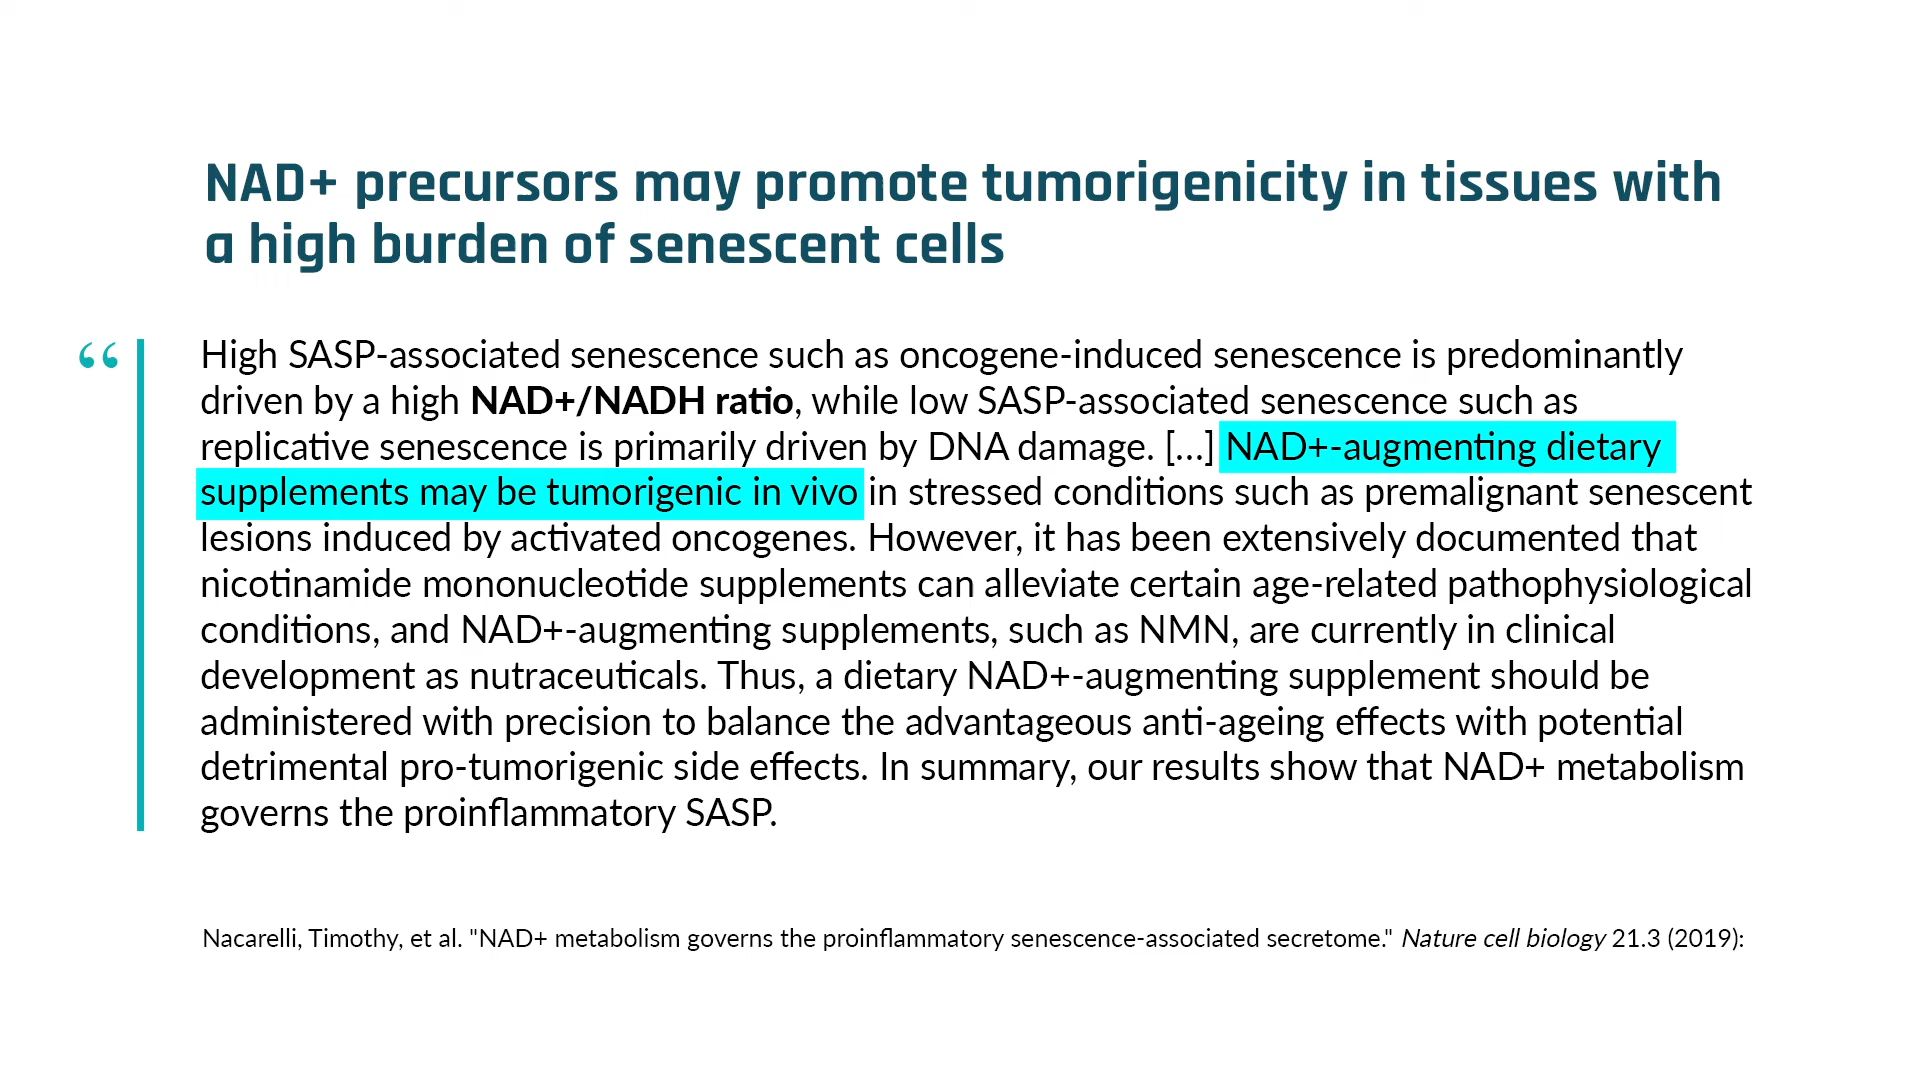 NAD+ precursors may promote tumorigenicity in tissues with
a high burden of senescent cells
“
High SASP-associated senescence such as oncogene-induced senescence is predominantly
driven by a high NAD+/NADH ratio, while low SASP-associated senescence such as
replicative senescence is primarily driven by DNA damage. [...] NAD+-augmenting dietary
supplements may be tumorigenic in vivo in stressed conditions such as premalignant senescent
lesions induced by activated oncogenes. However, it has been extensively documented that
nicotinamide mononucleotide supplements can alleviate certain age-related pathophysiological
conditions, and NAD+-augmenting supplements, such as NMN, are currently in clinical
development as nutraceuticals. Thus, a dietary NAD+-augmenting supplement should be
administered with precision to balance the advantageous anti-ageing effects with potential
detrimental pro-tumorigenic side effects. In summary, our results show that NAD+ metabolism
governs the proinflammatory SASP.
Nacarelli, Timothy, et al. "NAD+ metabolism governs the proinflammatory senescence-associated secretome." Nature cell biology 21.3 (2019):